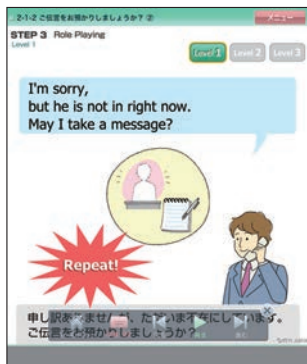 2-1-2 ご伝言をお預かりしましょうか? ②
メニュー
STEP 3 Role Playing
Level 1
Level 1 Level 2 Level 3
I'm sorry,
but he is not in right now.
May I take a message?
Repeat!
申し訳ありませんが、ただいま不在にしています。
ご伝言をお預かりしましょうか?